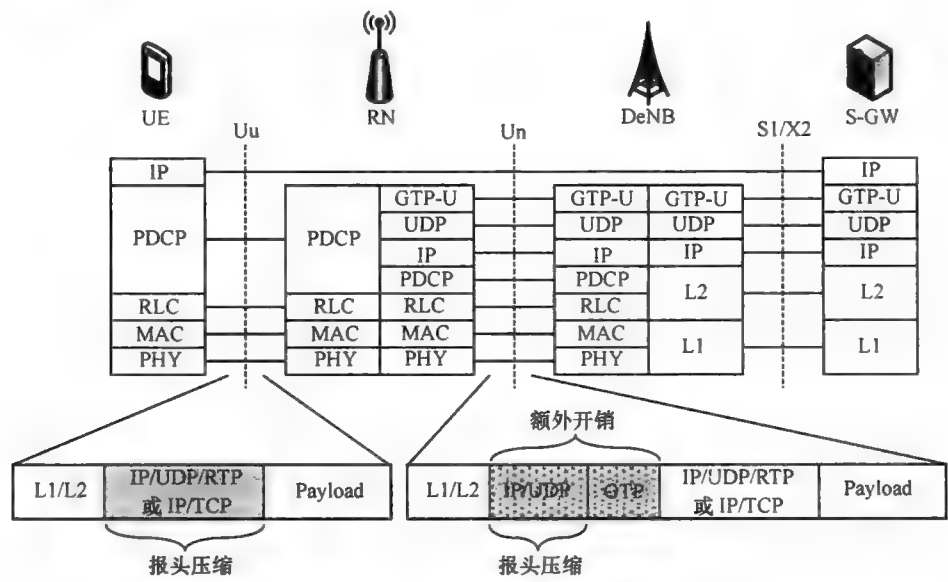 UE
RN
DeNB
S-GW
Uu
Un
S1/X2
IP
IP
GTP-U
GTP-U
GTP-U
GTP-U
PDCP
PDCP
UDP
UDP
UDP
UDP
IP
IP
IP
IP
PDCP
PDCP
L2
L2
RLC
RLC
RLC
RLC
MAC
MAC
MAC
MAC
L1
L1
PHY
PHY
PHY
PHY
额外开销
L1/L2
IP/UDP/RTP
或 IP/TCP
Payload
L1/L2
IP/UDP
GTP
IP/UDP/RTP
或 IP/TCP
Payload
报头压缩
报头压缩